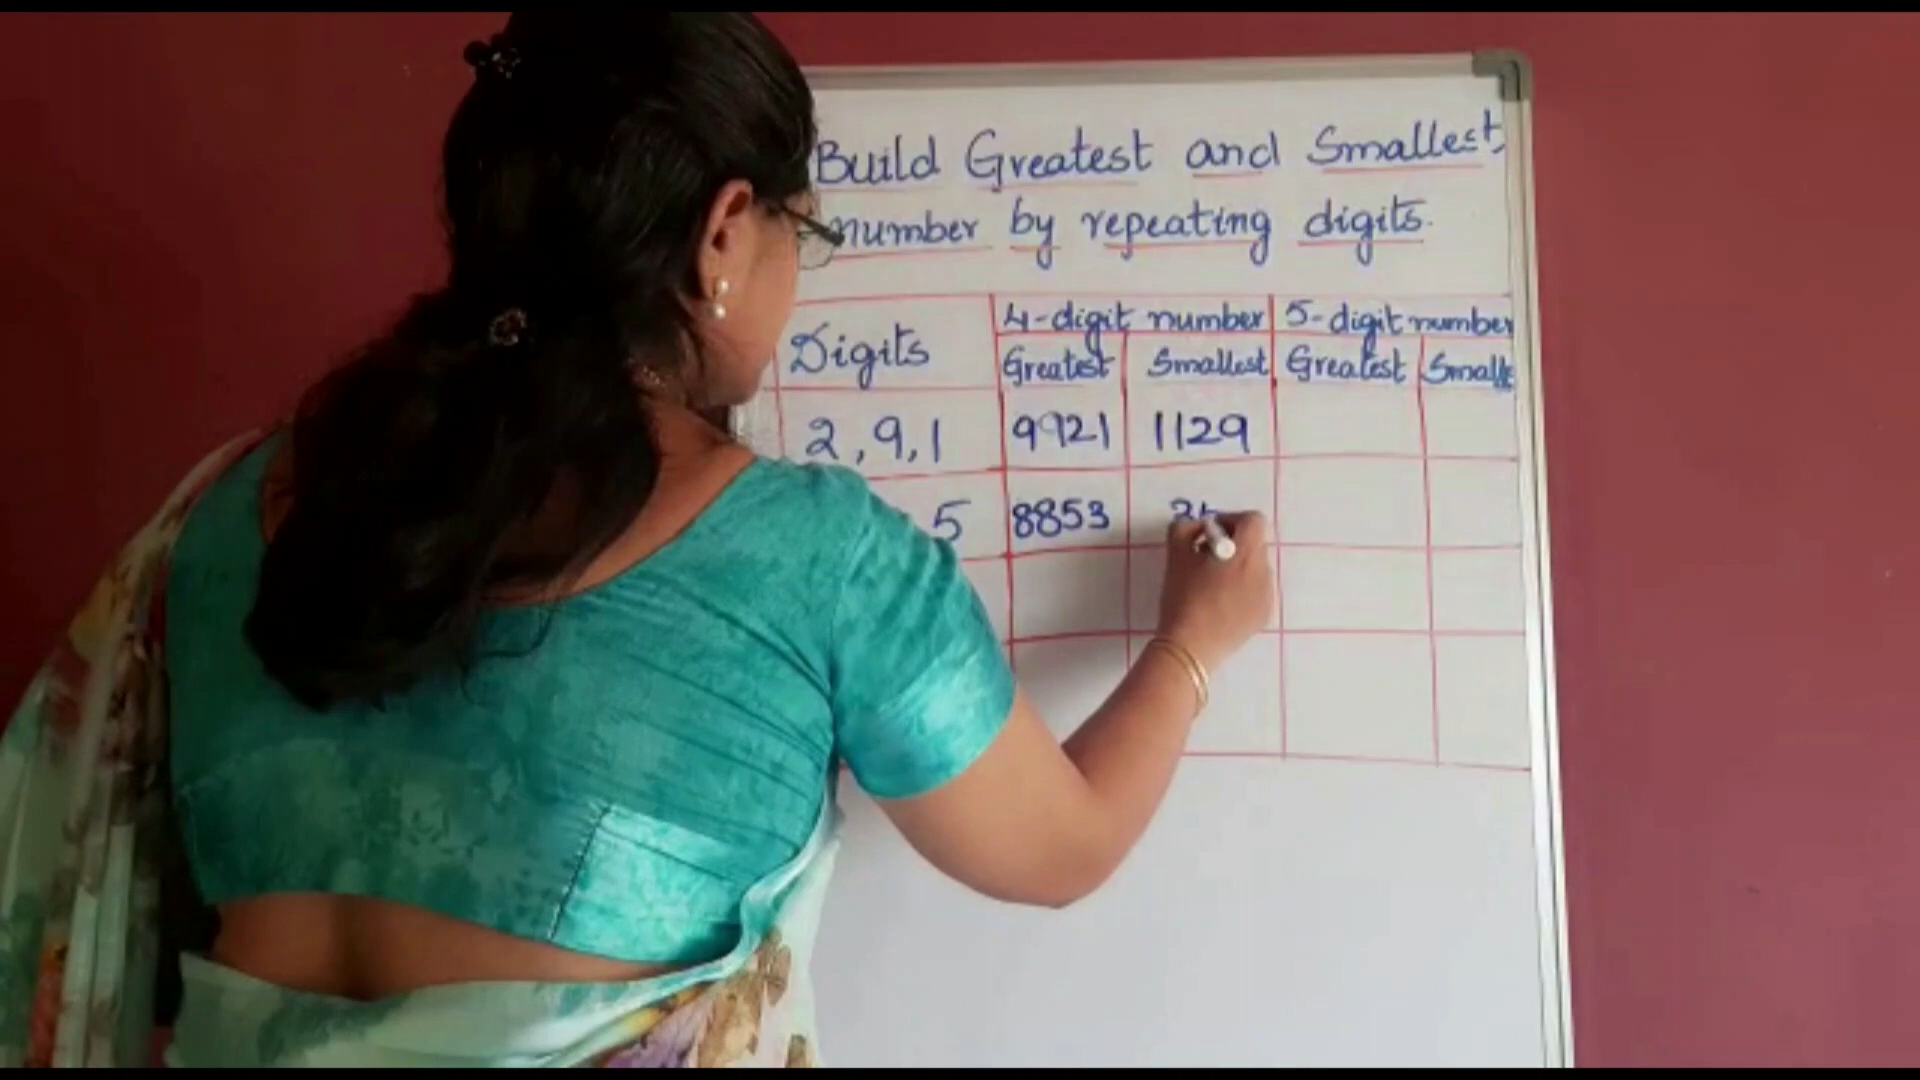 Build Greatest and Smallest
number by repeating digits.
Digits 4-digit number 5-digit number
Greatest Smallest Greatest Smalle
2, 9, 1 9921 1129
5 8853